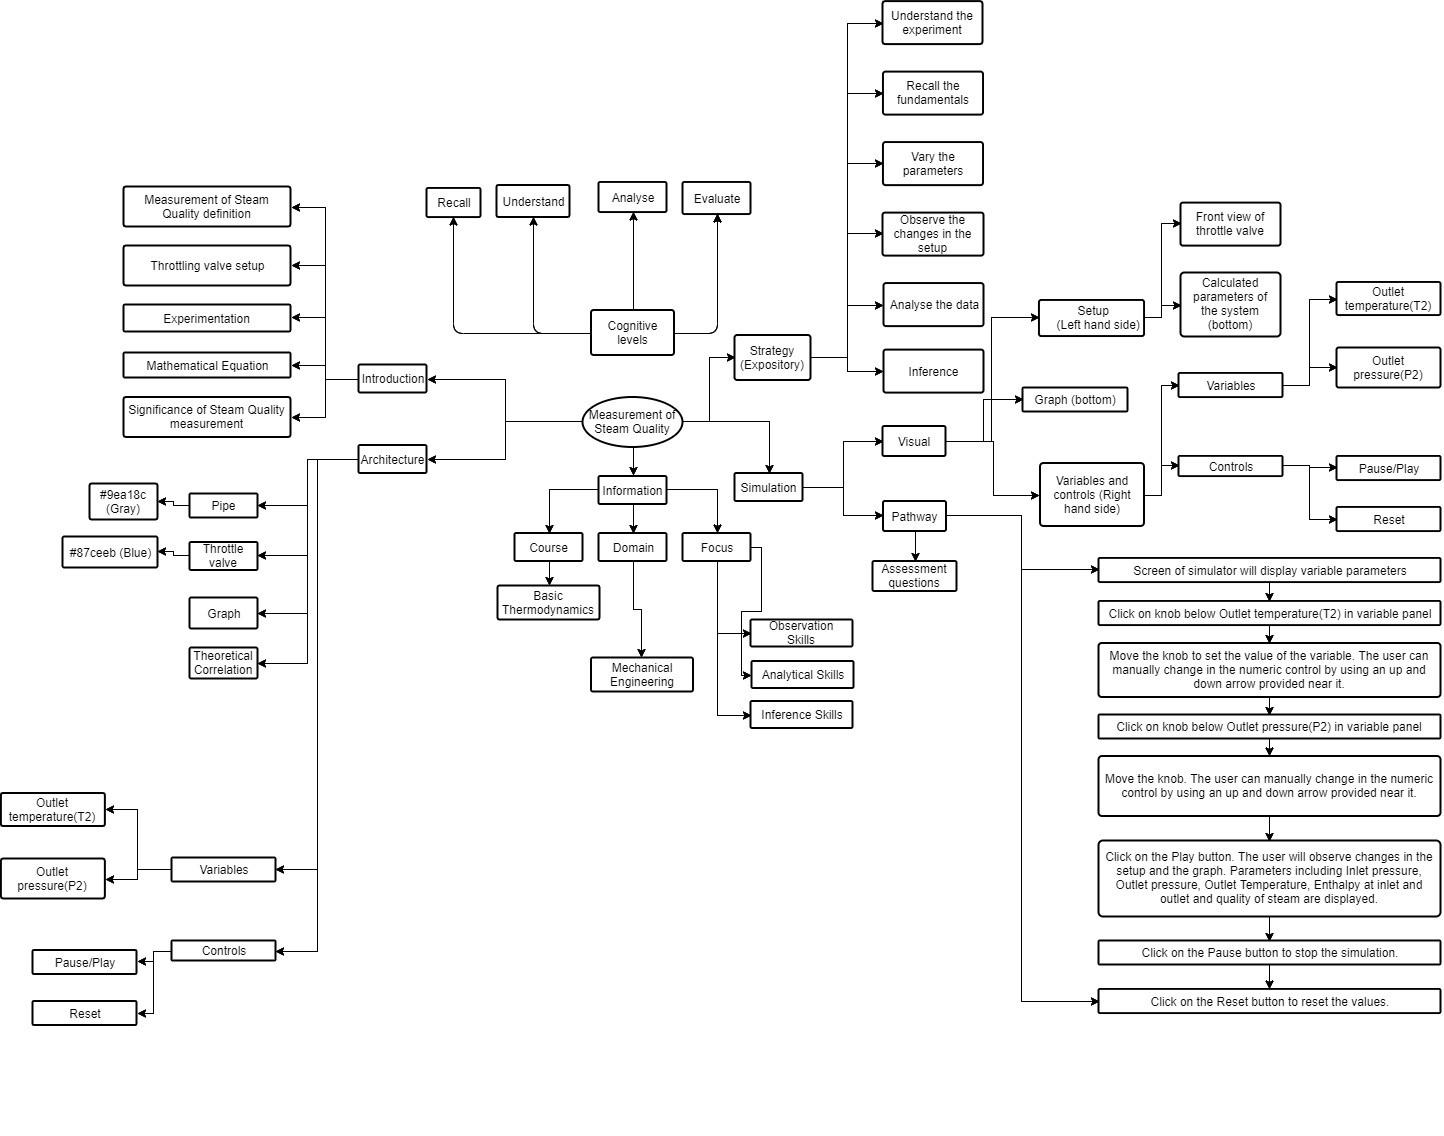 Understand the
experiment
Recall the
fundamentals
Vary the
parameters
Observe the
changes in the
setup
Analyse the data
Inference
Recall
Understand
Analyse
Evaluate
Cognitive
levels
Strategy
(Expository)
Measurement of Steam
Quality definition
Throttling valve setup
Experimentation
Mathematical Equation
Significance of Steam Quality
measurement
Introduction
Measurement of
Steam Quality
Architecture
#9ea18c
(Gray)
Pipe
#87ceeb (Blue)
Throttle
valve
Graph
Theoretical
Correlation
Outlet
temperature(T2)
Outlet
pressure(P2)
Variables
Controls
Pause/Play
Reset
Information
Course
Domain
Focus
Basic
Thermodynamics
Mechanical
Engineering
Observation
Skills
Analytical Skills
Inference Skills
Simulation
Visual
Pathway
Assessment
questions
Setup
(Left hand side)
Front view of
throttle valve
Calculated
parameters of
the system
(bottom)
Graph (bottom)
Variables and
controls (Right
hand side)
Variables
Outlet
temperature(T2)
Outlet
pressure(P2)
Controls
Pause/Play
Reset
Screen of simulator will display variable parameters
Click on knob below Outlet temperature(T2) in variable panel
Move the knob to set the value of the variable. The user can
manually change in the numeric control by using an up and
down arrow provided near it.
Click on knob below Outlet pressure(P2) in variable panel
Move the knob. The user can manually change in the numeric
control by using an up and down arrow provided near it.
Click on the Play button. The user will observe changes in the
setup and the graph. Parameters including Inlet pressure,
Outlet pressure, Outlet Temperature, Enthalpy at inlet and
outlet and quality of steam are displayed.
Click on the Pause button to stop the simulation.
Click on the Reset button to reset the values.